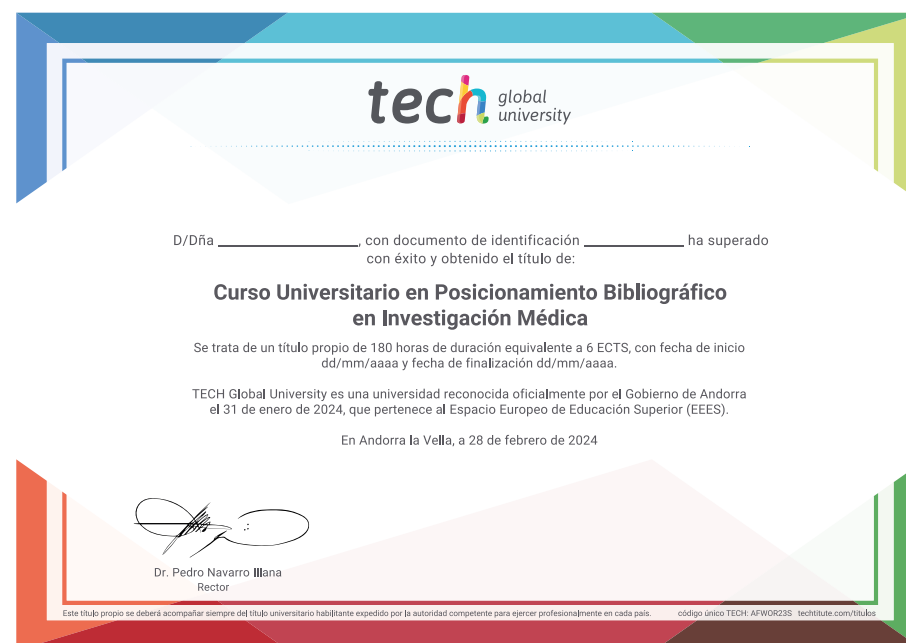 tech global university
D/Dña ____________________, con documento de identificación ______________ ha superado
con éxito y obtenido el título de:
Curso Universitario en Posicionamiento Bibliográfico
en Investigación Médica
Se trata de un título propio de 180 horas de duración equivalente a 6 ECTS, con fecha de inicio
dd/mm/aaaa y fecha de finalización dd/mm/aaaa.
TECH Global University es una universidad reconocida oficialmente por el Gobierno de Andorra
el 31 de enero de 2024, que pertenece al Espacio Europeo de Educación Superior (EEES).
En Andorra la Vella, a 28 de febrero de 2024
Dr. Pedro Navarro Illana
Rector
Este título propio se deberá acompañar siempre del título universitario habilitante expedido por la autoridad competente para ejercer profesionalmente en cada país. código único TECH: AFWOR23S techtitute.com/titulos